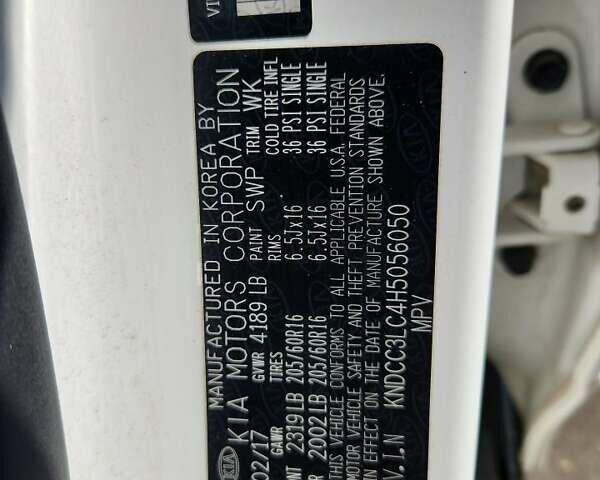 VI
MANUFACTURED IN KOREA BY
KIA KIA MOTORS CORPORATION
02/17 GVWR 4189 LB PAINT SWP TRIM WK
GAWR TIRES RIMS COLD TIRE INFL
NT 2319 LB 205/60R16 6.5Jx16 36 PSI SINGLE
R 2002 LB 205/60R16 6.5Jx16 36 PSI SINGLE
THIS VEHICLE CONFORMS TO ALL APPLICABLE U.S.A. FEDERAL
MOTOR VEHICLE SAFETY AND THEFT PREVENTION STANDARDS
IN EFFECT ON THE DATE OF MANUFACTURE SHOWN ABOVE.
V.I.N KNDCC3LC4H5056050
MPV